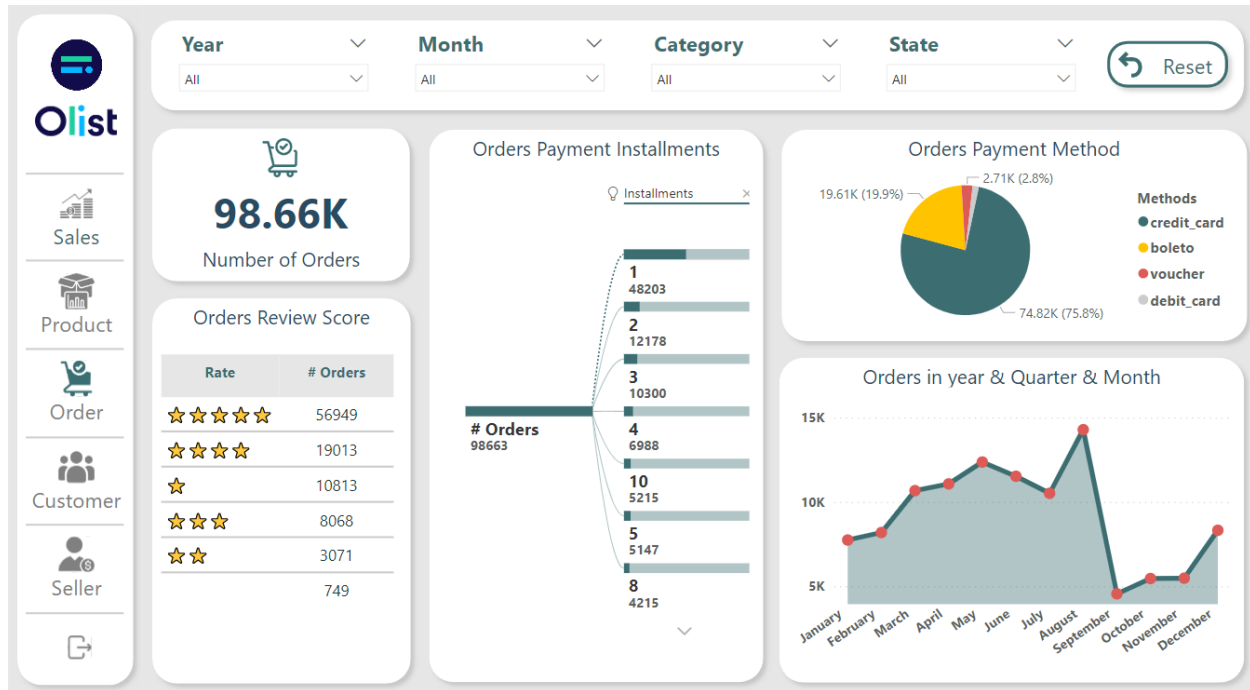 Olist
Sales
Product
Order
Customer
Seller
Year
All
Month
All
Category
All
State
All
Reset
98.66K
Number of Orders
Orders Review Score
Rate # Orders
56949
19013
10813
8068
3071
749
Orders Payment Installments
Installments
# Orders
98663
1
48203
2
12178
3
10300
4
6988
10
5215
5
5147
8
4215
Orders Payment Method
2.71K (2.8%)
19.61K (19.9%)
74.82K (75.8%)
Methods
credit_card
boleto
voucher
debit_card
Orders in year & Quarter & Month
15K
10K
5K
January February March April May June July August September October November December